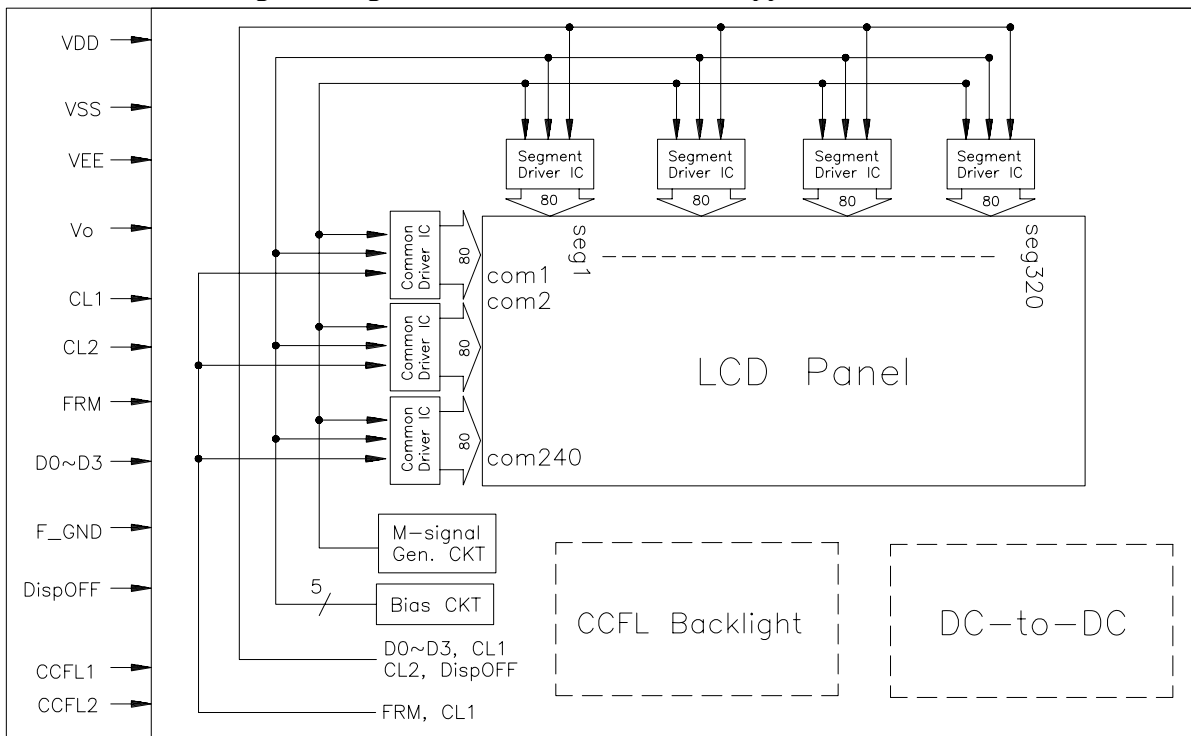 VDD
VSS
VEE
Vo
CL1
CL2
FRM
D0~D3
F_GND
DispOFF
CCFL1
CCFL2
Segment
Driver IC
Segment
Driver IC
Segment
Driver IC
Segment
Driver IC
80
80
80
80
Common
Driver IC
80
Common
Driver IC
80
Common
Driver IC
80
seg1
seg320
com1
com2
com240
LCD Panel
M-signal
Gen. CKT
5
Bias CKT
D0~D3, CL1
CL2, DispOFF
FRM, CL1
CCFL Backlight
DC-to-DC